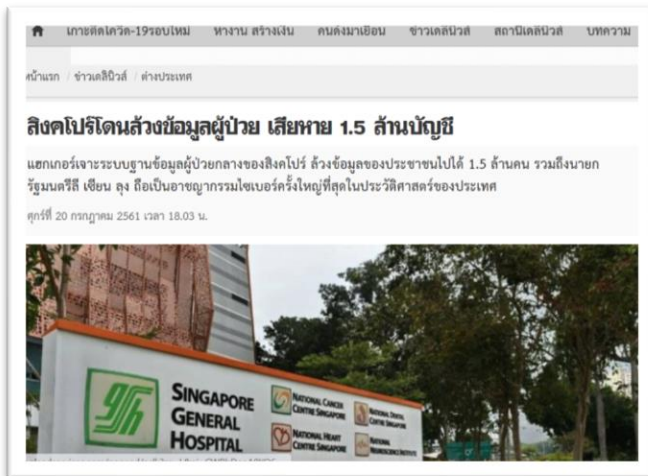 เกาะติดโควิด-19รอบใหม่ หางาน สร้างเงิน คนดังมาเยือน ข่าวเดลินิวส์ สถานีเดลินิวส์ บทความ
หน้าแรก / ข่าวเดลินิวส์ / ต่างประเทศ
สิงคโปร์โดนล้วงข้อมูลผู้ป่วย เสียหาย 1.5 ล้านบัญชี
แฮกเกอร์เจาะระบบฐานข้อมูลผู้ป่วยกลางของสิงคโปร์ ล้วงข้อมูลของประชาชนไปได้ 1.5 ล้านคน รวมถึงนายก
รัฐมนตรีลี เซียน ลุง ถือเป็นอาชญากรรมไซเบอร์ครั้งใหญ่ที่สุดในประวัติศาสตร์ของประเทศ
ศุกร์ที่ 20 กรกฎาคม 2561 เวลา 18.03 น.
SINGAPORE
GENERAL
HOSPITAL
NATIONAL CANCER
CENTRE SINGAPORE
NATIONAL DENTAL
CENTRE SINGAPORE
NATIONAL HEART
CENTRE SINGAPORE
NATIONAL
NEUROSCIENCE INSTITUTE